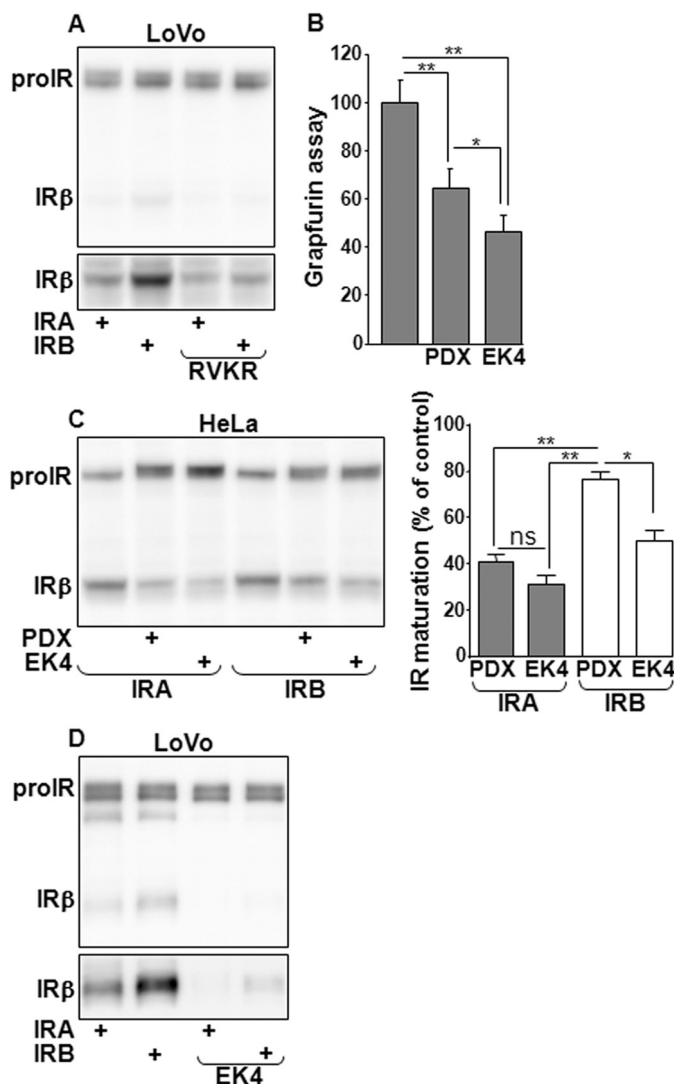 A
LoVo
proIR
IRβ
IRβ
IRA + +
IRB + +
RVKR
B
Grapfurin assay
120
100
80
60
40
20
0
**
**
*
PDX EK4
C
HeLa
proIR
IRβ
PDX + +
EK4 + +
IRA IRB
IR maturation (% of control)
100
80
60
40
20
0
**
** *
ns
PDX EK4 PDX EK4
IRA IRB
D
LoVo
proIR
IRβ
IRβ
IRA + +
IRB + +
EK4